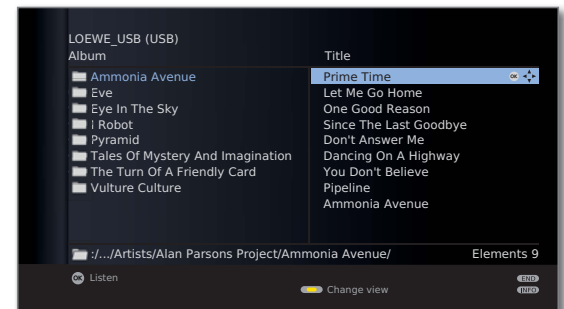 LOEWE_USB (USB)
Album
Title
Ammonia Avenue
Eve
Eye In The Sky
I Robot
Pyramid
Tales Of Mystery And Imagination
The Turn Of A Friendly Card
Vulture Culture
Prime Time
OK
Let Me Go Home
One Good Reason
Since The Last Goodbye
Don't Answer Me
Dancing On A Highway
You Don't Believe
Pipeline
Ammonia Avenue
:/.../Artists/Alan Parsons Project/Ammonia Avenue/
Elements 9
OK Listen
END
Change view
INFO